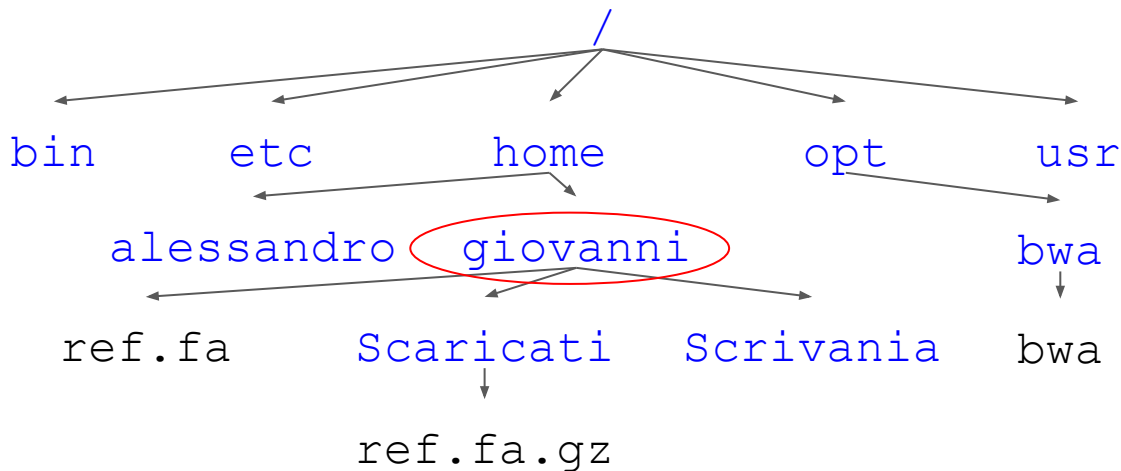 /
bin etc home opt usr
alessandro giovanni bwa
ref.fa Scaricati Scrivania bwa
ref.fa.gz